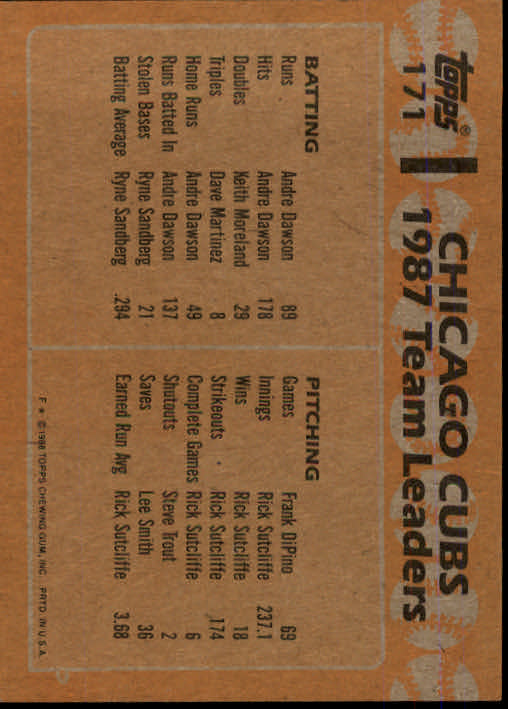 topps®
171
CHICAGO CUBS
1987 Team Leaders
BATTING
Runs Andre Dawson 89
Hits Andre Dawson 178
Doubles Keith Moreland 29
Triples Dave Martinez 8
Home Runs Andre Dawson 49
Runs Batted In Andre Dawson 137
Stolen Bases Ryne Sandberg 21
Batting Average Ryne Sandberg .294
PITCHING
Games Frank DiPino 69
Innings Rick Sutcliffe 237.1
Wins Rick Sutcliffe 18
Strikeouts Rick Sutcliffe 174
Complete Games Rick Sutcliffe 6
Shutouts Steve Trout 2
Saves Lee Smith 36
Earned Run Avg Rick Sutcliffe 3.68
F * © 1988 TOPPS CHEWING GUM, INC. PRTD. IN U.S.A.